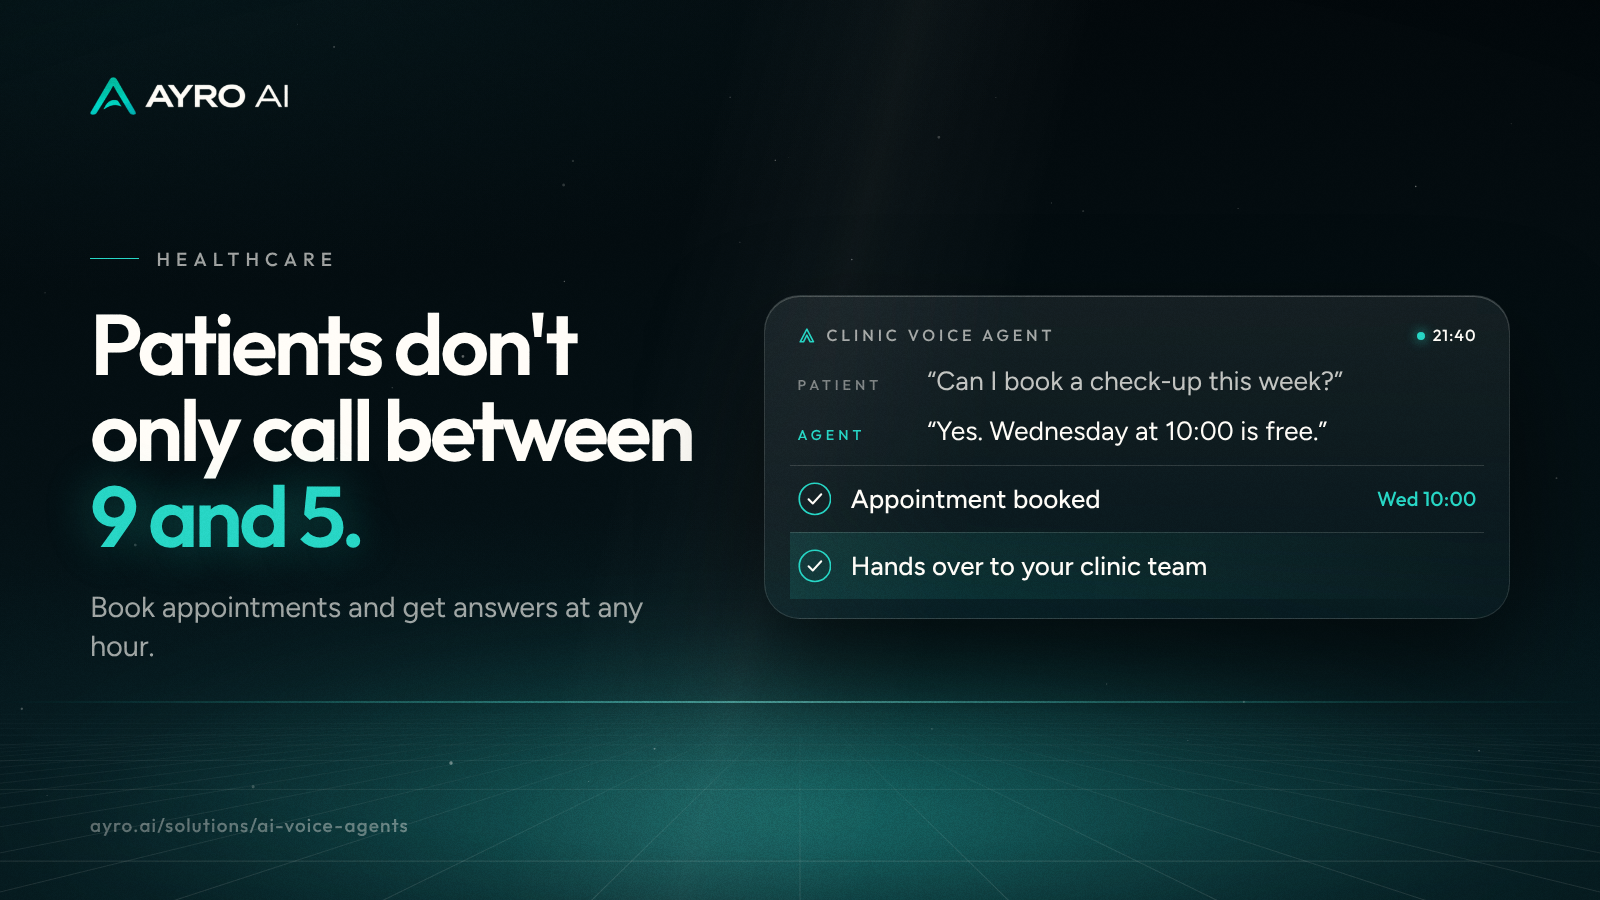 AYRO AI
HEALTHCARE
Patients don't
only call between
9 and 5.
Book appointments and get answers at any
hour.
CLINIC VOICE AGENT 21:40
PATIENT “Can I book a check-up this week?”
AGENT “Yes. Wednesday at 10:00 is free.”
Appointment booked Wed 10:00
Hands over to your clinic team
ayro.ai/solutions/ai-voice-agents